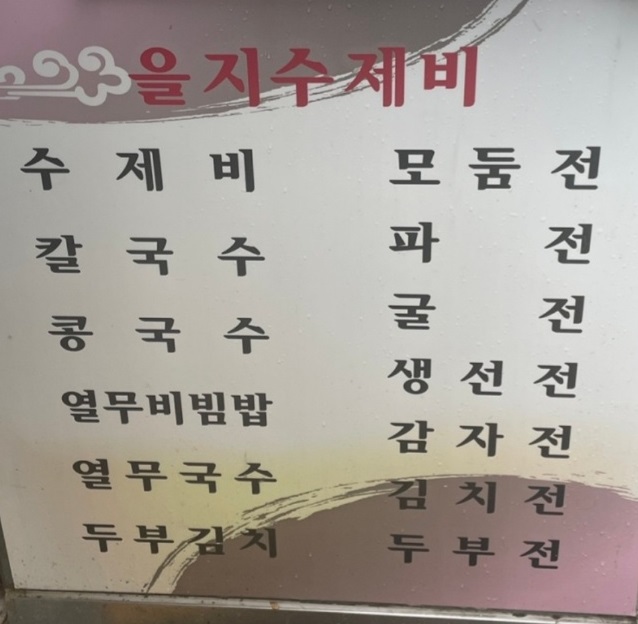 을지수제비
수제비
칼국수
콩국수
열무비빔밥
열무국수
두부김치
모둠전
파전
굴전
생선전
감자전
김치전
두부전